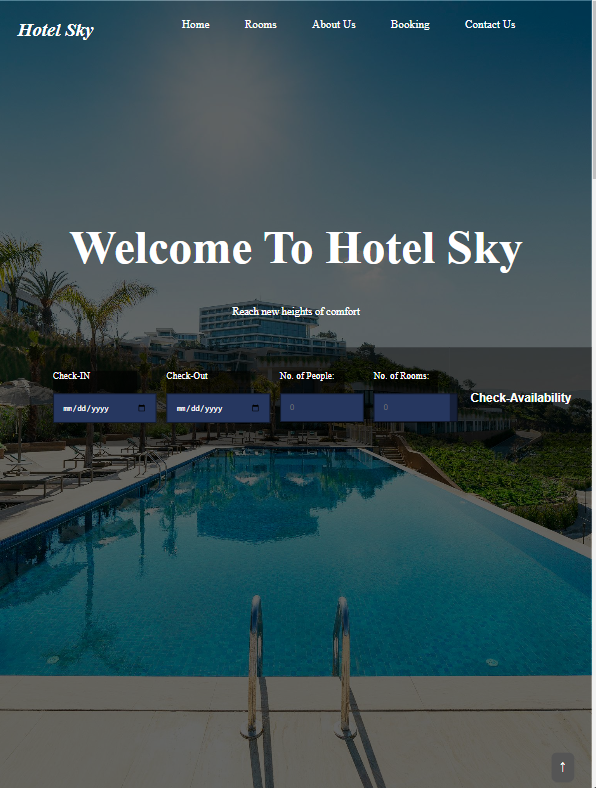 Hotel Sky
Home Rooms About Us Booking Contact Us
Welcome To Hotel Sky
Reach new heights of comfort
Check-IN Check-Out No. of People: No. of Rooms:
mm/dd/yyyy mm/dd/yyyy 0 0 Check-Availability
↑